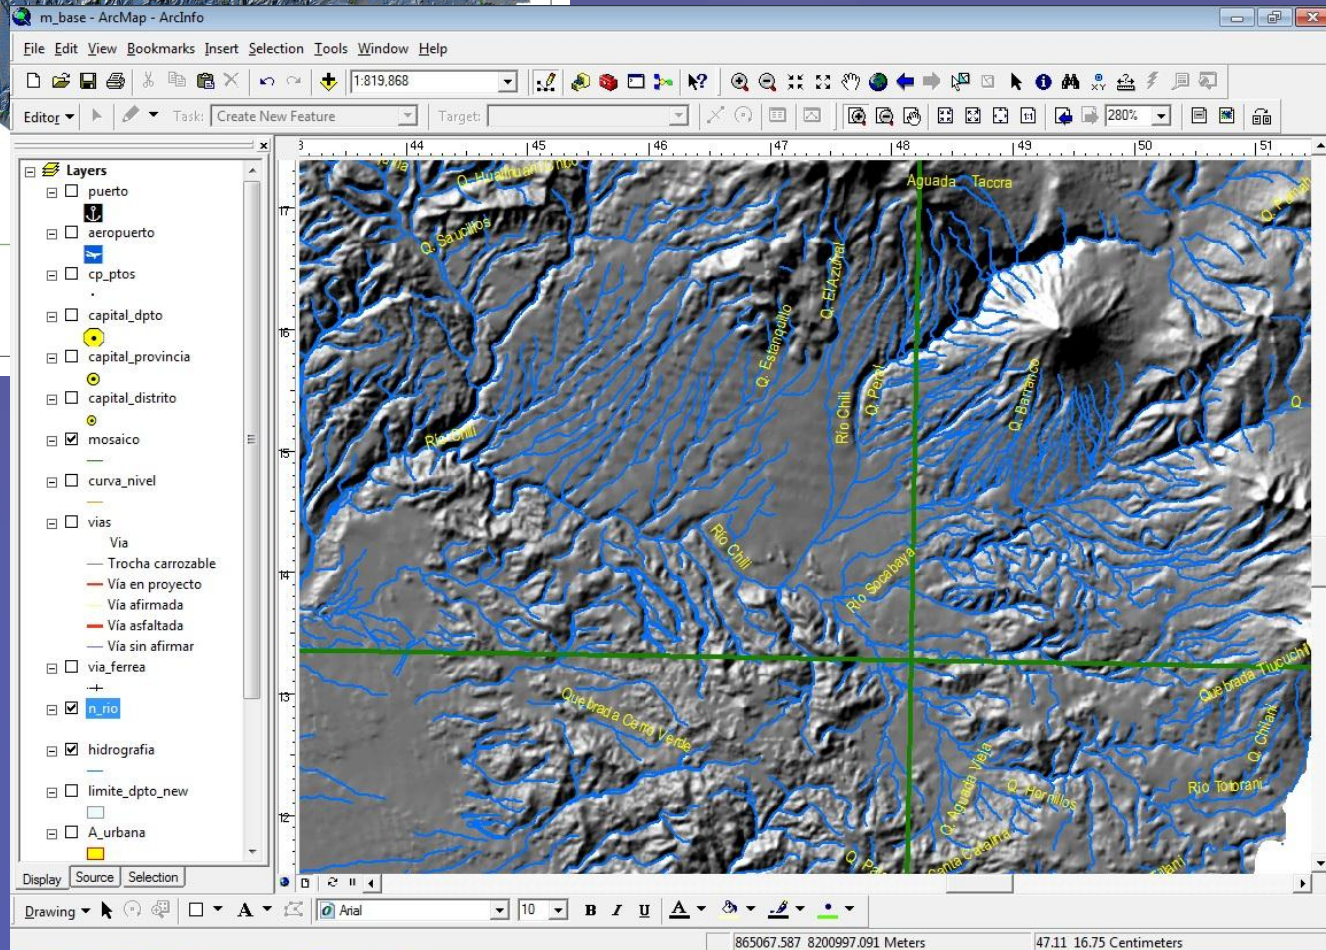 m_base - ArcMap - ArcInfo
File Edit View Bookmarks Insert Selection Tools Window Help
1:819,868
Editor Task: Create New Feature Target: 280%
Layers
puerto
aeropuerto
cp_ptos
capital_dpto
capital_provincia
capital_distrito
mosaico
curva_nivel
vias
Via
Trocha carrozable
Vía en proyecto
Vía afirmada
Vía asfaltada
Vía sin afirmar
via_ferrea
n_rio
hidrografia
limite_dpto_new
A_urbana
Display Source Selection
3 44 45 46 47 48 49 50 51
17
16
15
14
13
12
Aguada Taccra
Q. Saucillos
Q. El Azufral
Q. Estanquillo
Río Chili
Q. Peral
Q. Barranco
Q
Río Chili
Río Chili
Río Socabaya
Quebrada Cerro Verde
Q. Chilani
Q. Aguada Vieja
Q. Hornillos
Río Totorani
Santa Catalina
Drawing A Arial 10 B I U A
865067.587 8200997.091 Meters 47.11 16.75 Centimeters